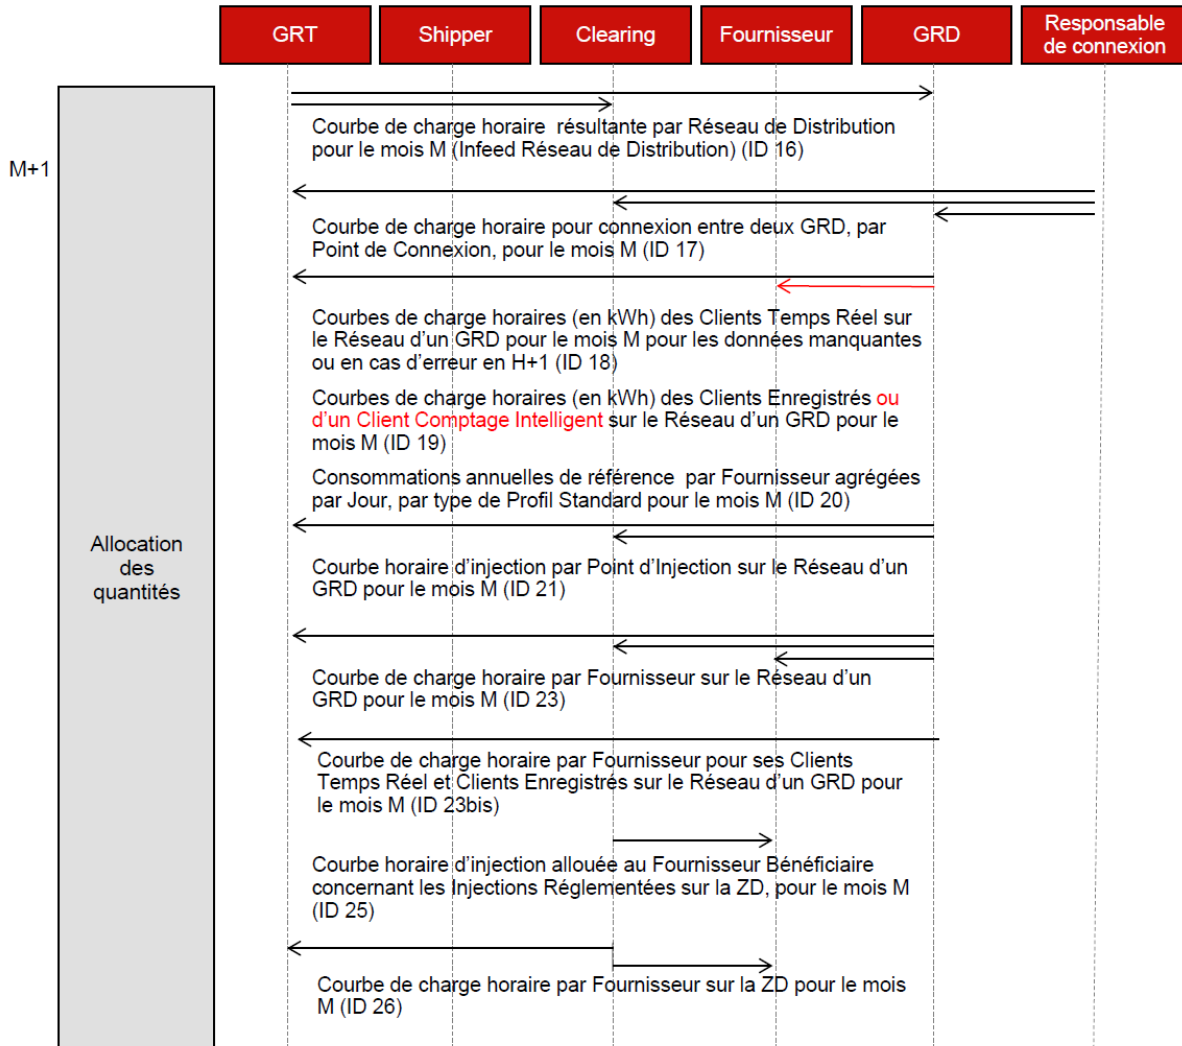 GRT
Shipper
Clearing
Fournisseur
GRD
Responsable
de connexion
M+1
Allocation
des
quantités
Courbe de charge horaire résultante par Réseau de Distribution
pour le mois M (Infeed Réseau de Distribution) (ID 16)
Courbe de charge horaire pour connexion entre deux GRD, par
Point de Connexion, pour le mois M (ID 17)
Courbes de charge horaires (en kWh) des Clients Temps Réel sur
le Réseau d'un GRD pour le mois M pour les données manquantes
ou en cas d'erreur en H+1 (ID 18)
Courbes de charge horaires (en kWh) des Clients Enregistrés ou
d'un Client Comptage Intelligent sur le Réseau d'un GRD pour le
mois M (ID 19)
Consommations annuelles de référence par Fournisseur agrégées
par Jour, par type de Profil Standard pour le mois M (ID 20)
Courbe horaire d'injection par Point d'Injection sur le Réseau d'un
GRD pour le mois M (ID 21)
Courbe de charge horaire par Fournisseur sur le Réseau d'un
GRD pour le mois M (ID 23)
Courbe de charge horaire par Fournisseur pour ses Clients
Temps Réel et Clients Enregistrés sur le Réseau d'un GRD pour
le mois M (ID 23bis)
Courbe horaire d'injection allouée au Fournisseur Bénéficiaire
concernant les Injections Réglementées sur la ZD, pour le mois M
(ID 25)
Courbe de charge horaire par Fournisseur sur la ZD pour le mois
M (ID 26)